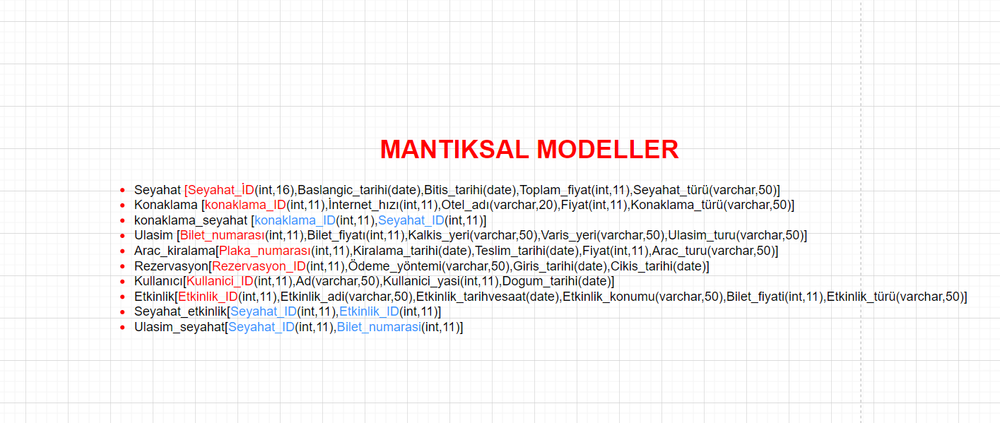 MANTIKSAL MODELLER
Seyahat [Seyahat_İD(int,16),Baslangic_tarihi(date),Bitis_tarihi(date),Toplam_fiyat(int,11),Seyahat_türü(varchar,50)]
Konaklama [konaklama_ID(int,11),İnternet_hızı(int,11),Otel_adı(varchar,20),Fiyat(int,11),Konaklama_türü(varchar,50)]
konaklama_seyahat [konaklama_ID(int,11),Seyahat_ID(int,11)]
Ulasim [Bilet_numarası(int,11),Bilet_fiyatı(int,11),Kalkis_yeri(varchar,50),Varis_yeri(varchar,50),Ulasim_turu(varchar,50)]
Arac_kiralama[Plaka_numarası(int,11),Kiralama_tarihi(date),Teslim_tarihi(date),Fiyat(int,11),Arac_turu(varchar,50)]
Rezervasyon[Rezervasyon_ID(int,11),Ödeme_yöntemi(varchar,50),Giris_tarihi(date),Cikis_tarihi(date)]
Kullanıcı[Kullanici_ID(int,11),Ad(varchar,50),Kullanici_yasi(int,11),Dogum_tarihi(date)]
Etkinlik[Etkinlik_ID(int,11),Etkinlik_adi(varchar,50),Etkinlik_tarihvesaat(date),Etkinlik_konumu(varchar,50),Bilet_fiyati(int,11),Etkinlik_türü(varchar,50)]
Seyahat_etkinlik[Seyahat_ID(int,11),Etkinlik_ID(int,11)]
Ulasim_seyahat[Seyahat_ID(int,11),Bilet_numarasi(int,11)]